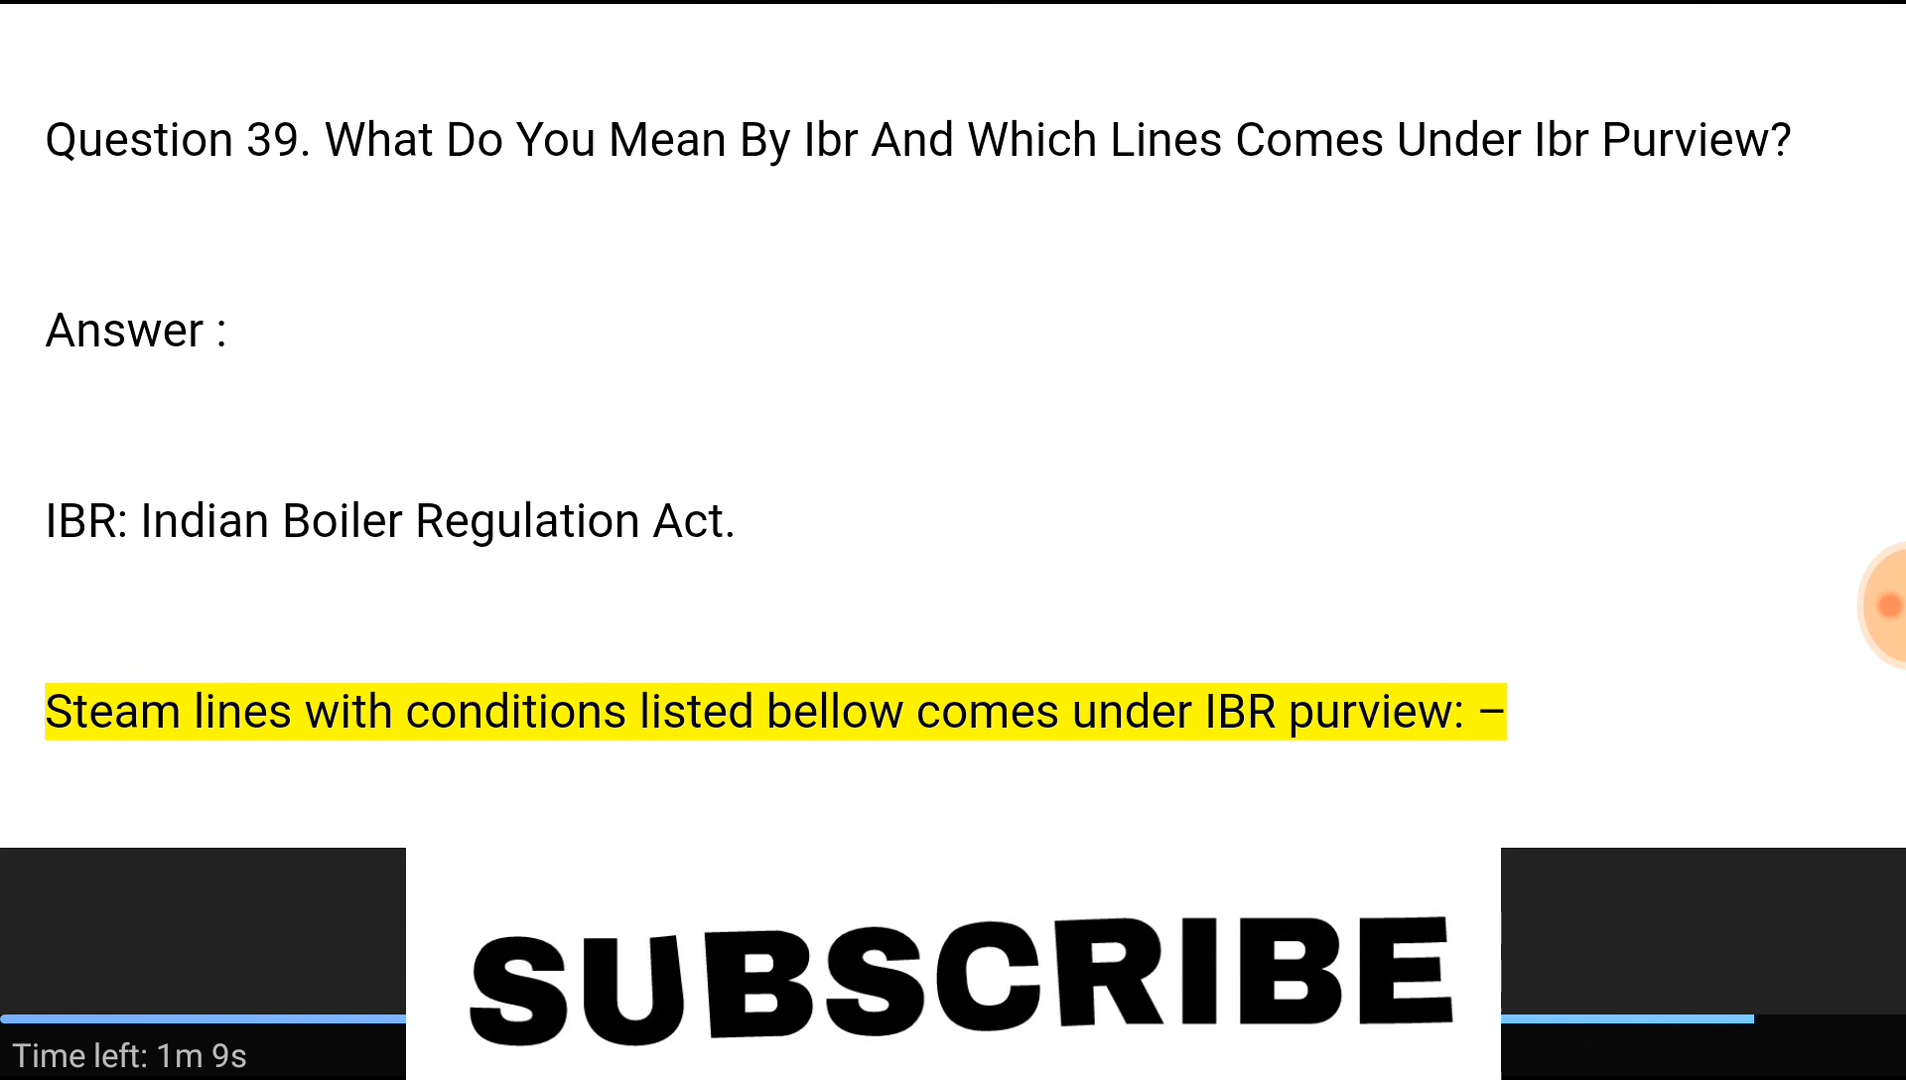 Question 39. What Do You Mean By Ibr And Which Lines Comes Under Ibr Purview?
Answer :
IBR: Indian Boiler Regulation Act.
Steam lines with conditions listed bellow comes under IBR purview: –
SUBSCRIBE
Time left: 1m 9s